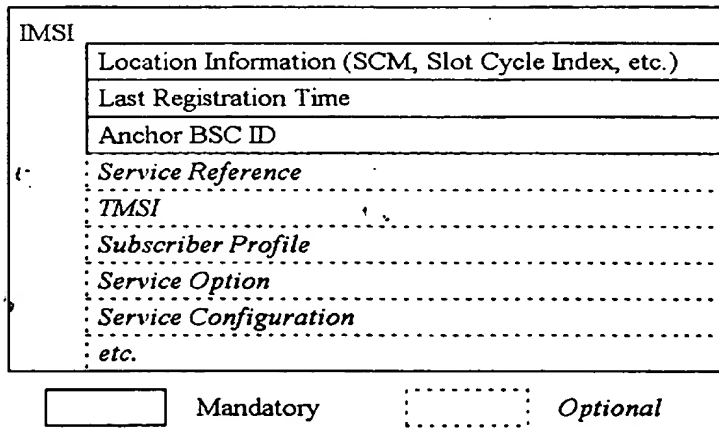 IMSI
Location Information (SCM, Slot Cycle Index, etc.)
Last Registration Time
Anchor BSC ID
Service Reference
TMSI
Subscriber Profile
Service Option
Service Configuration
etc.
Mandatory Optional